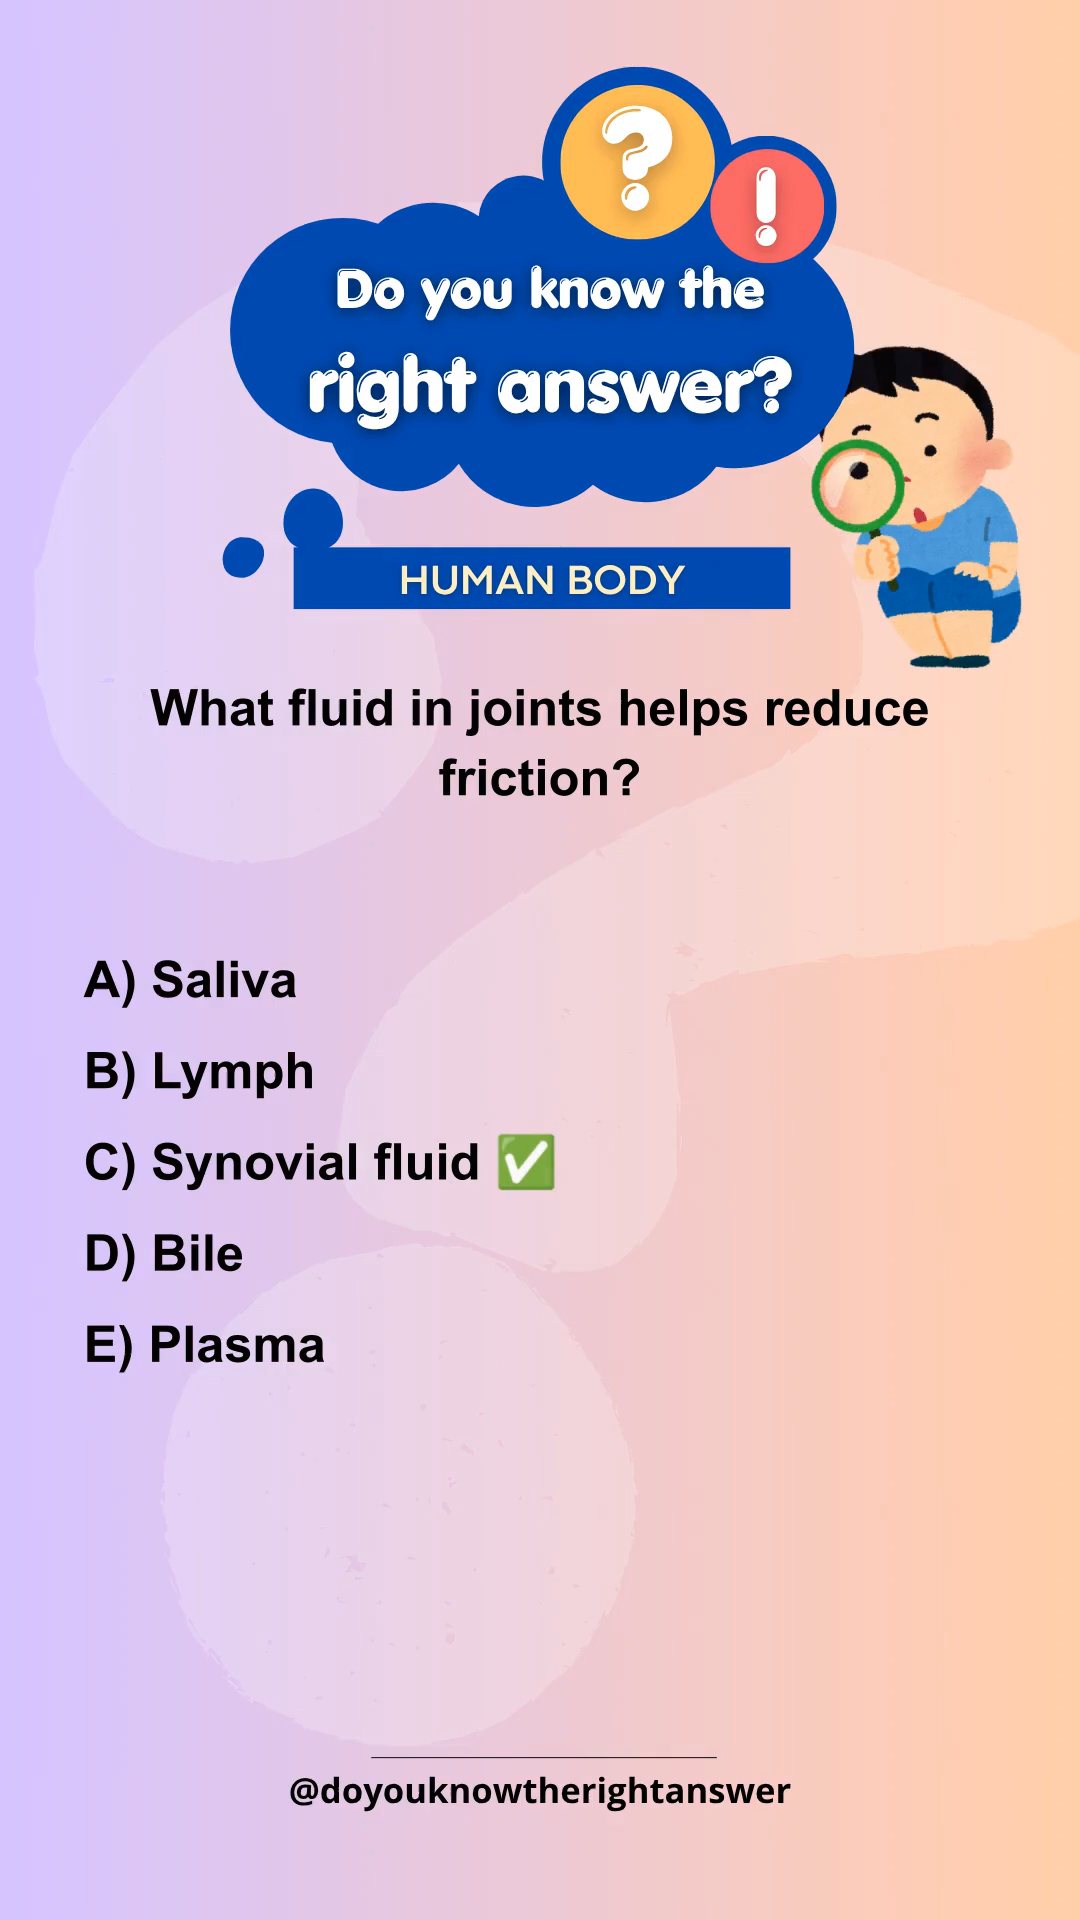 ?
!
Do you know the
right answer?
HUMAN BODY
What fluid in joints helps reduce
friction?
A) Saliva
B) Lymph
C) Synovial fluid ✅
D) Bile
E) Plasma
@doyouknowtherightanswer